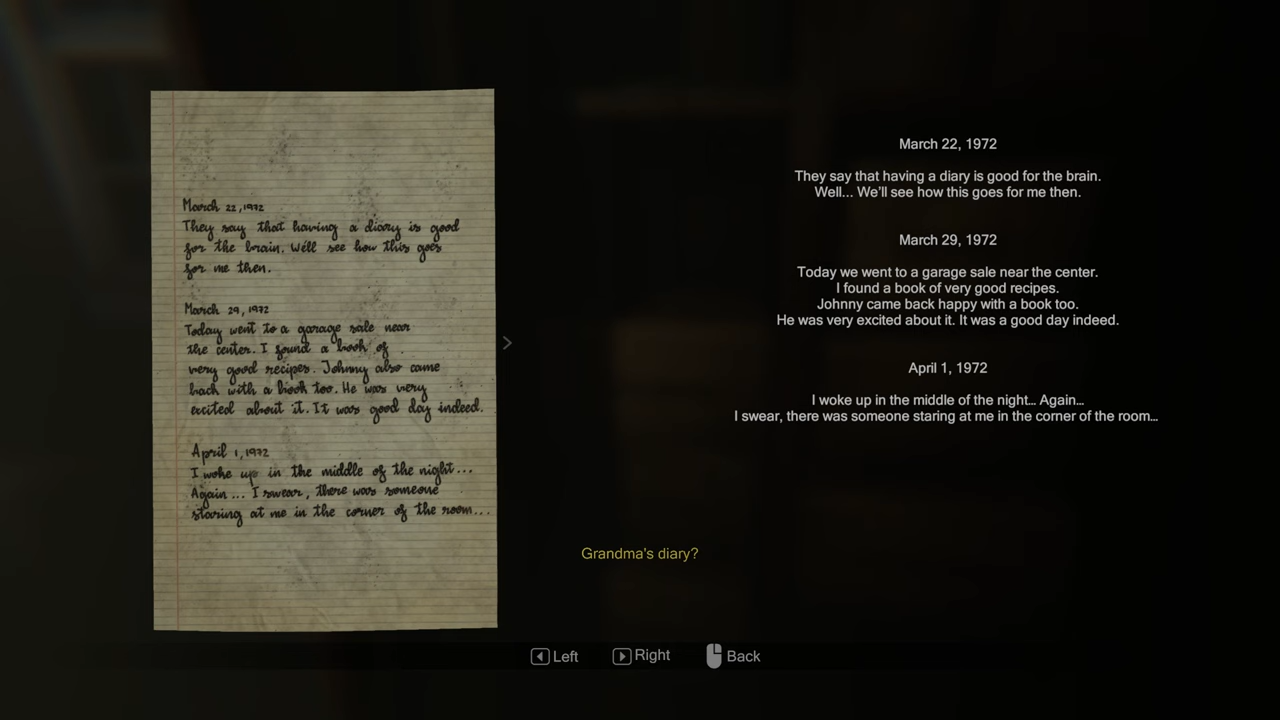 March 22, 1972
They say that having a diary is good
for the brain. We'll see how this goes
for me then.
March 29, 1972
Today went to a garage sale near
the center. I found a book of
very good recipes. Johnny also came
back with a book too. He was very
excited about it. It was good day indeed.
April 1, 1972
I woke up in the middle of the night...
Again... I swear, there was someone
staring at me in the corner of the room...
March 22, 1972
They say that having a diary is good for the brain.
Well... We'll see how this goes for me then.
March 29, 1972
Today we went to a garage sale near the center.
I found a book of very good recipes.
Johnny came back happy with a book too.
He was very excited about it. It was a good day indeed.
April 1, 1972
I woke up in the middle of the night... Again...
I swear, there was someone staring at me in the corner of the room...
Grandma's diary?
Left Right Back